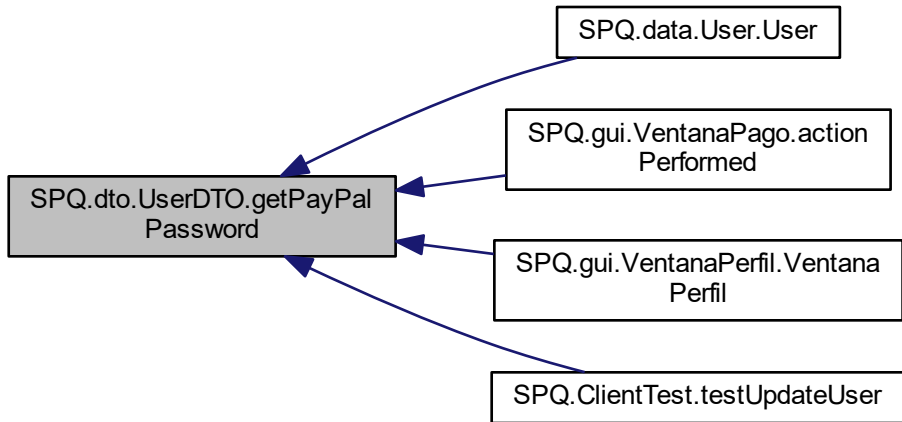 SPQ.data.User.User
SPQ.gui.VentanaPago.action
Performed
SPQ.dto.UserDTO.getPayPal
Password
SPQ.gui.VentanaPerfil.Ventana
Perfil
SPQ.ClientTest.testUpdateUser